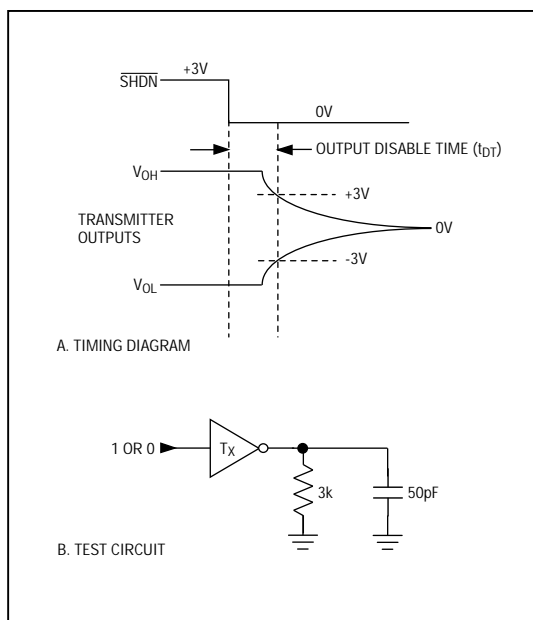 +3V
SHDN
0V
OUTPUT DISABLE TIME (tDT)
VOH
+3V
TRANSMITTER
OUTPUTS
0V
-3V
VOL
A. TIMING DIAGRAM
1 OR 0
TX
3k
50pF
B. TEST CIRCUIT